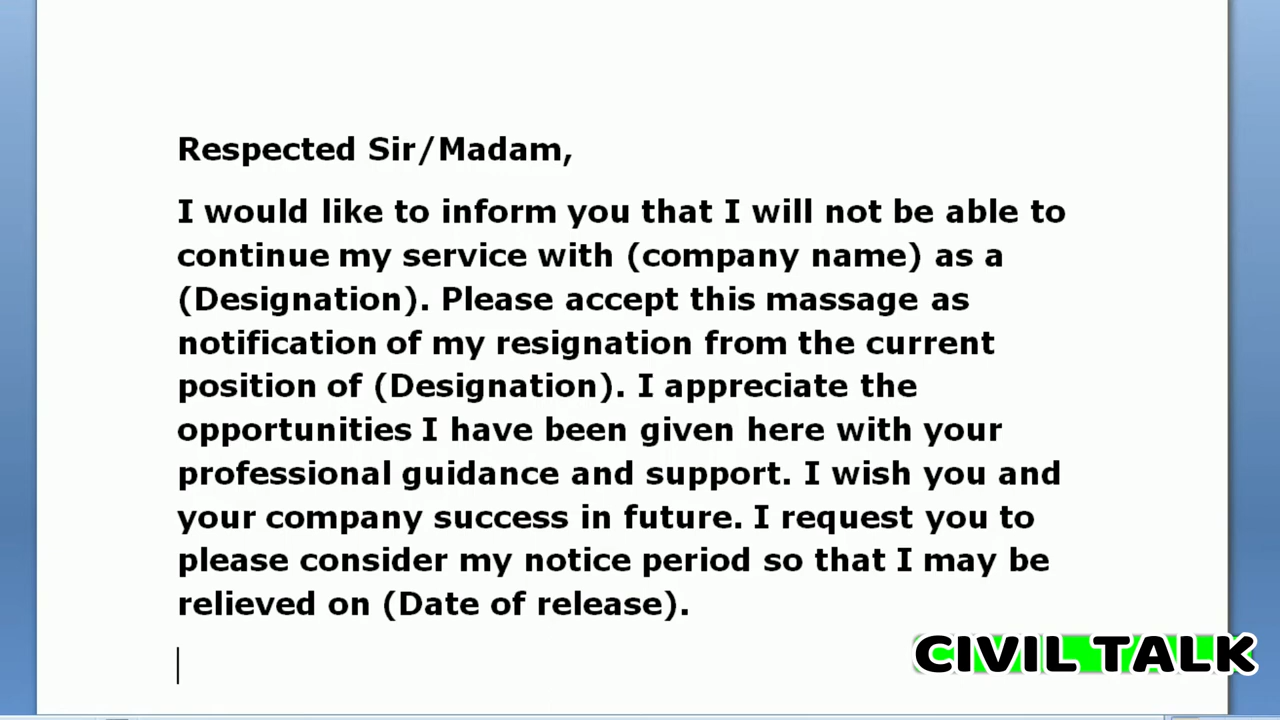 Respected Sir/Madam,
I would like to inform you that I will not be able to
continue my service with (company name) as a
(Designation). Please accept this massage as
notification of my resignation from the current
position of (Designation). I appreciate the
opportunities I have been given here with your
professional guidance and support. I wish you and
your company success in future. I request you to
please consider my notice period so that I may be
relieved on (Date of release).
CIVIL TALK